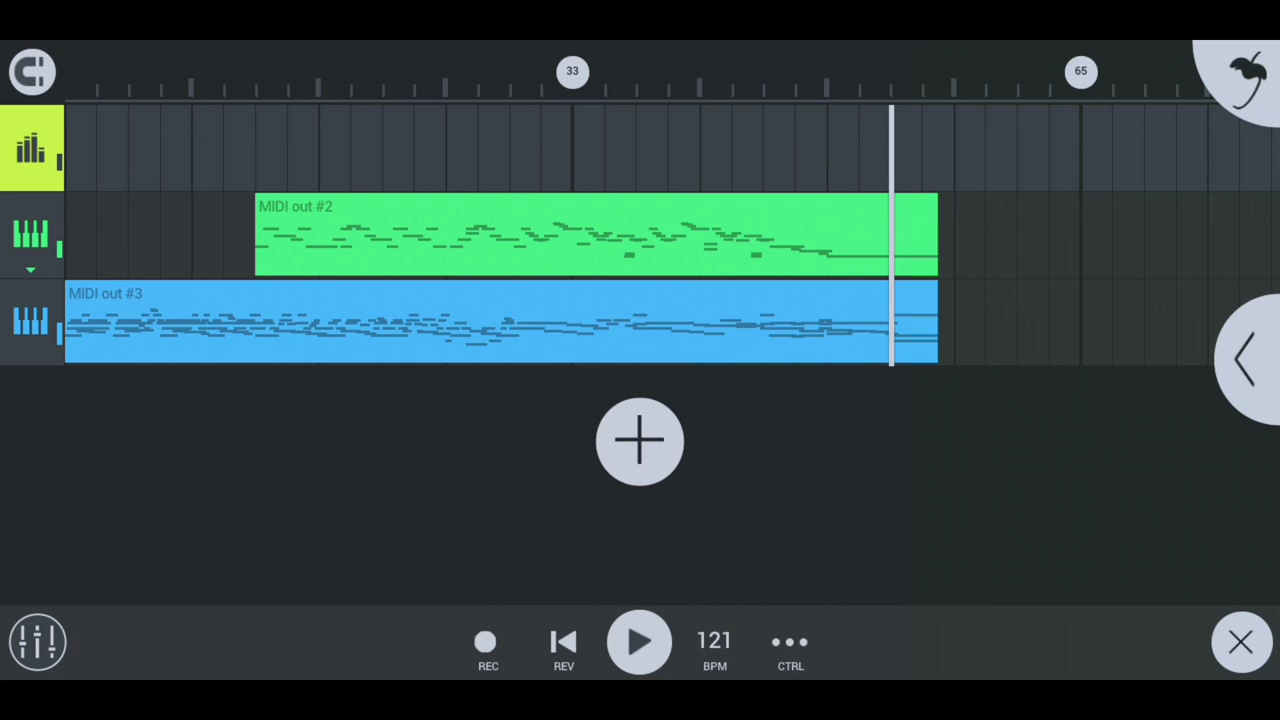 33
65
MIDI out #2
MIDI out #3
121
REC
REV
BPM
CTRL